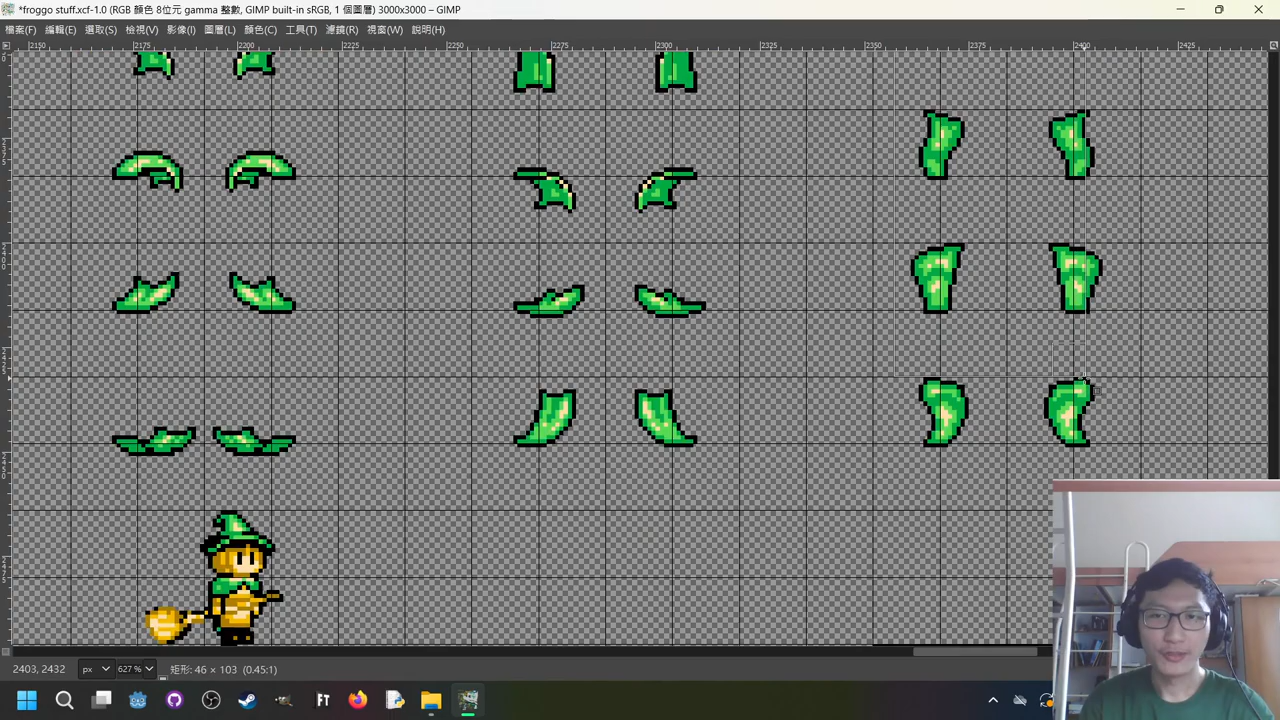 *froggo stuff.xcf-1.0 (RGB 顏色 8位元 gamma 整數, GIMP built-in sRGB, 1 個圖層) 3000x3000 – GIMP
檔案(F) 編輯(E) 選取(S) 檢視(V) 影像(I) 圖層(L) 顏色(C) 工具(T) 濾鏡(R) 視窗(W) 說明(H)
2150 2175 2200 2225 2250 2275 2300 2325 2350 2375 2400 2425
2403, 2432 px 627 % 矩形: 46 × 103 (0.45:1)
FT